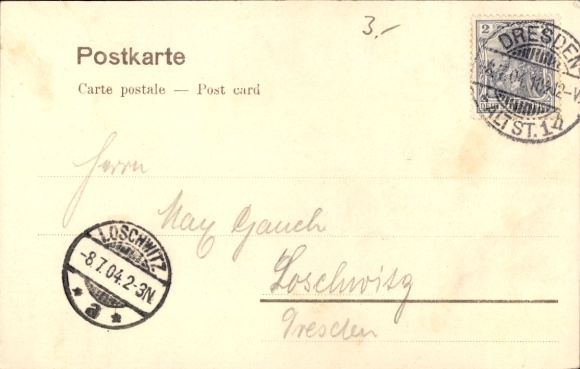 3.-
Postkarte
Carte postale — Post card
2
DRESDEN
ALTST. 14
Herrn
Max Gauch
Loschwitz
Dresden
LOSCHWITZ
-8.7.04.2-3N.
* a *